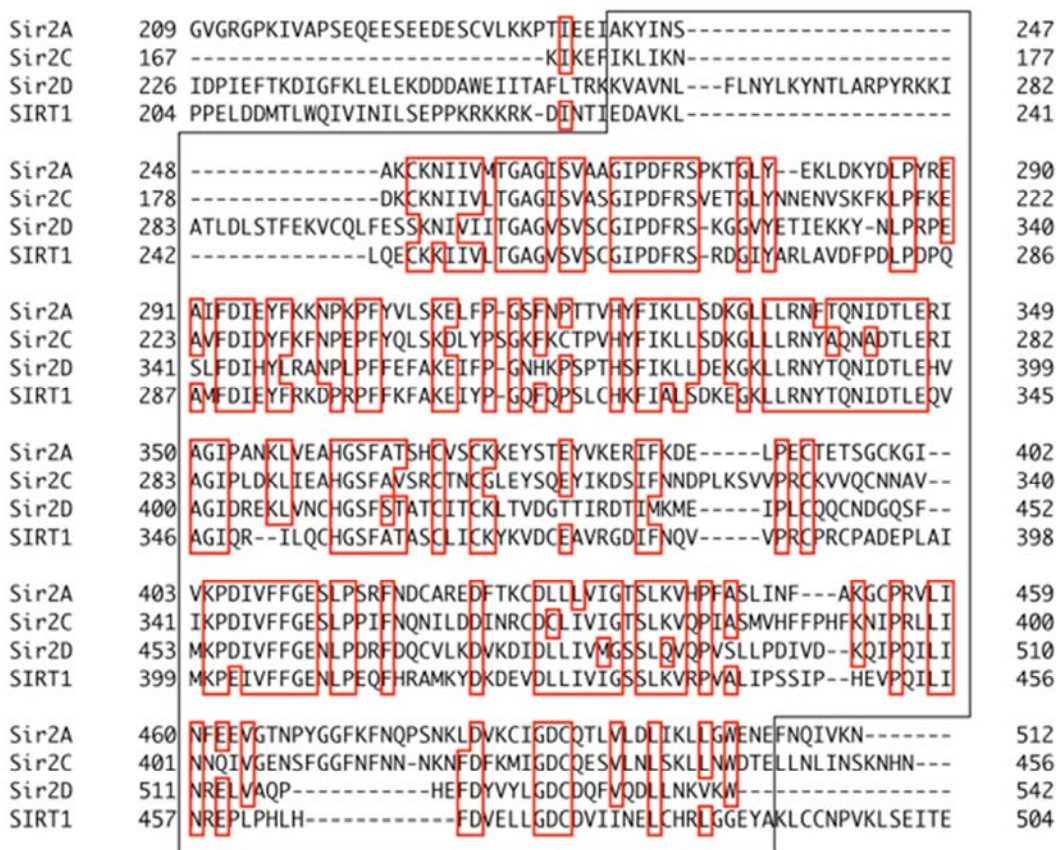 Sir2A 209 GVGRGPKIVAPSEQEESEEDESCVLKKPTIEEIAKYINS--------------------- 247
Sir2C 167 ----------------------------KIKEFIKLIKN--------------------- 177
Sir2D 226 IDPIEFTKDIGFKLELEKDDDAWEIITAFLTRKKVAVNL---FLNYLKYNTLARPYRKKI 282
SIRT1 204 PPELDDMTLWQIVINILSEPPKRKKRK-DINTIEDAVKL--------------------- 241
Sir2A 248 ---------------AKCKNIIVMTGAGISVAAGIPDFRSPKTGLY--EKLDKYDLPYRE 290
Sir2C 178 ---------------DKCKNIIVLTGAGISVASGIPDFRSVETGLYNNENVSKFKLPFKE 222
Sir2D 283 ATLDLSTFEKVCQLFESSKNIVIITGAGVSVSCGIPDFRS-KGGVYETIEKKY-NLPRPE 340
SIRT1 242 --------------LQECKKIIVLTGAGVSVSCGIPDFRS-RDGIYARLAVDFPDLPDPQ 286
Sir2A 291 AIFDIEYFKKNPKPFYVLSKELFP-GSFNPTTVHYFIKLLSDKGLLLRNFTQNIDTLERI 349
Sir2C 223 AVFDIDYFKFNPEPFYQLSKDLYPSGKFKCTPVHYFIKLLSDKGLLLRNYAQNADTLERI 282
Sir2D 341 SLFDIHYLRANPLPFFEFAKEIFP-GNHKPSPTHSFIKLLDEKGKLLRNYTQNIDTLEHV 399
SIRT1 287 AMFDIEYFRKDPRPFFKFAKEIYP-GQFQPSLCHKFIALSDKEGKLLRNYTQNIDTLEQV 345
Sir2A 350 AGIPANKLVEAHGSFATSHCVSCKKEYSTEYVKERIFKDE-----LPECTETSGCKGI-- 402
Sir2C 283 AGIPLDKLIEAHGSFAVSRCTNCGLEYSQEYIKDSIFNNDPLKSVVPRCKVVQCNNAV-- 340
Sir2D 400 AGIDREKLVNCHGSFSTATCITCKLTVDGTTIRDTIMKME-----IPLCQQCNDGQSF-- 452
SIRT1 346 AGIQR--ILQCHGSFATASCLICKYKVDCEAVRGDIFNQV-----VPRCPRCPADEPLAI 398
Sir2A 403 VKPDIVFFGESLPSRFNDCAREDFTKCDLLLVIGTSLKVHPFASLINF---AKGCPRVLI 459
Sir2C 341 IKPDIVFFGESLPPIFNQNILDDINRCDCLIVIGTSLKVQPIASMVHFFPHFKNIPRLLI 400
Sir2D 453 MKPDIVFFGENLPDRFDQCVLKDVKDIDLLIVMGSSLQVQPVSLLPDIVD--KQIPQILI 510
SIRT1 399 MKPEIVFFGENLPEQFHRAMKYDKDEVDLLIVIGSSLKVRPVALIPSSIP--HEVPQILI 456
Sir2A 460 NFEEVGTNPYGGFKFNQPSNKLDVKCIGDCQTLVLDLIKLLGWENEFNQIVKN------- 512
Sir2C 401 NNQIVGENSFGGFNFNN-NKNFDFKMIGDCQESVLNLSKLLNWDTELLNLINSKNHN--- 456
Sir2D 511 NRELVAQP-----------HEFDYVYLGDCDQFVQDLLNKVKW----------------- 542
SIRT1 457 NREPLPHLH------------FDVELLGDCDVIINELCHRLGGEYAKLCCNPVKLSEITE 504